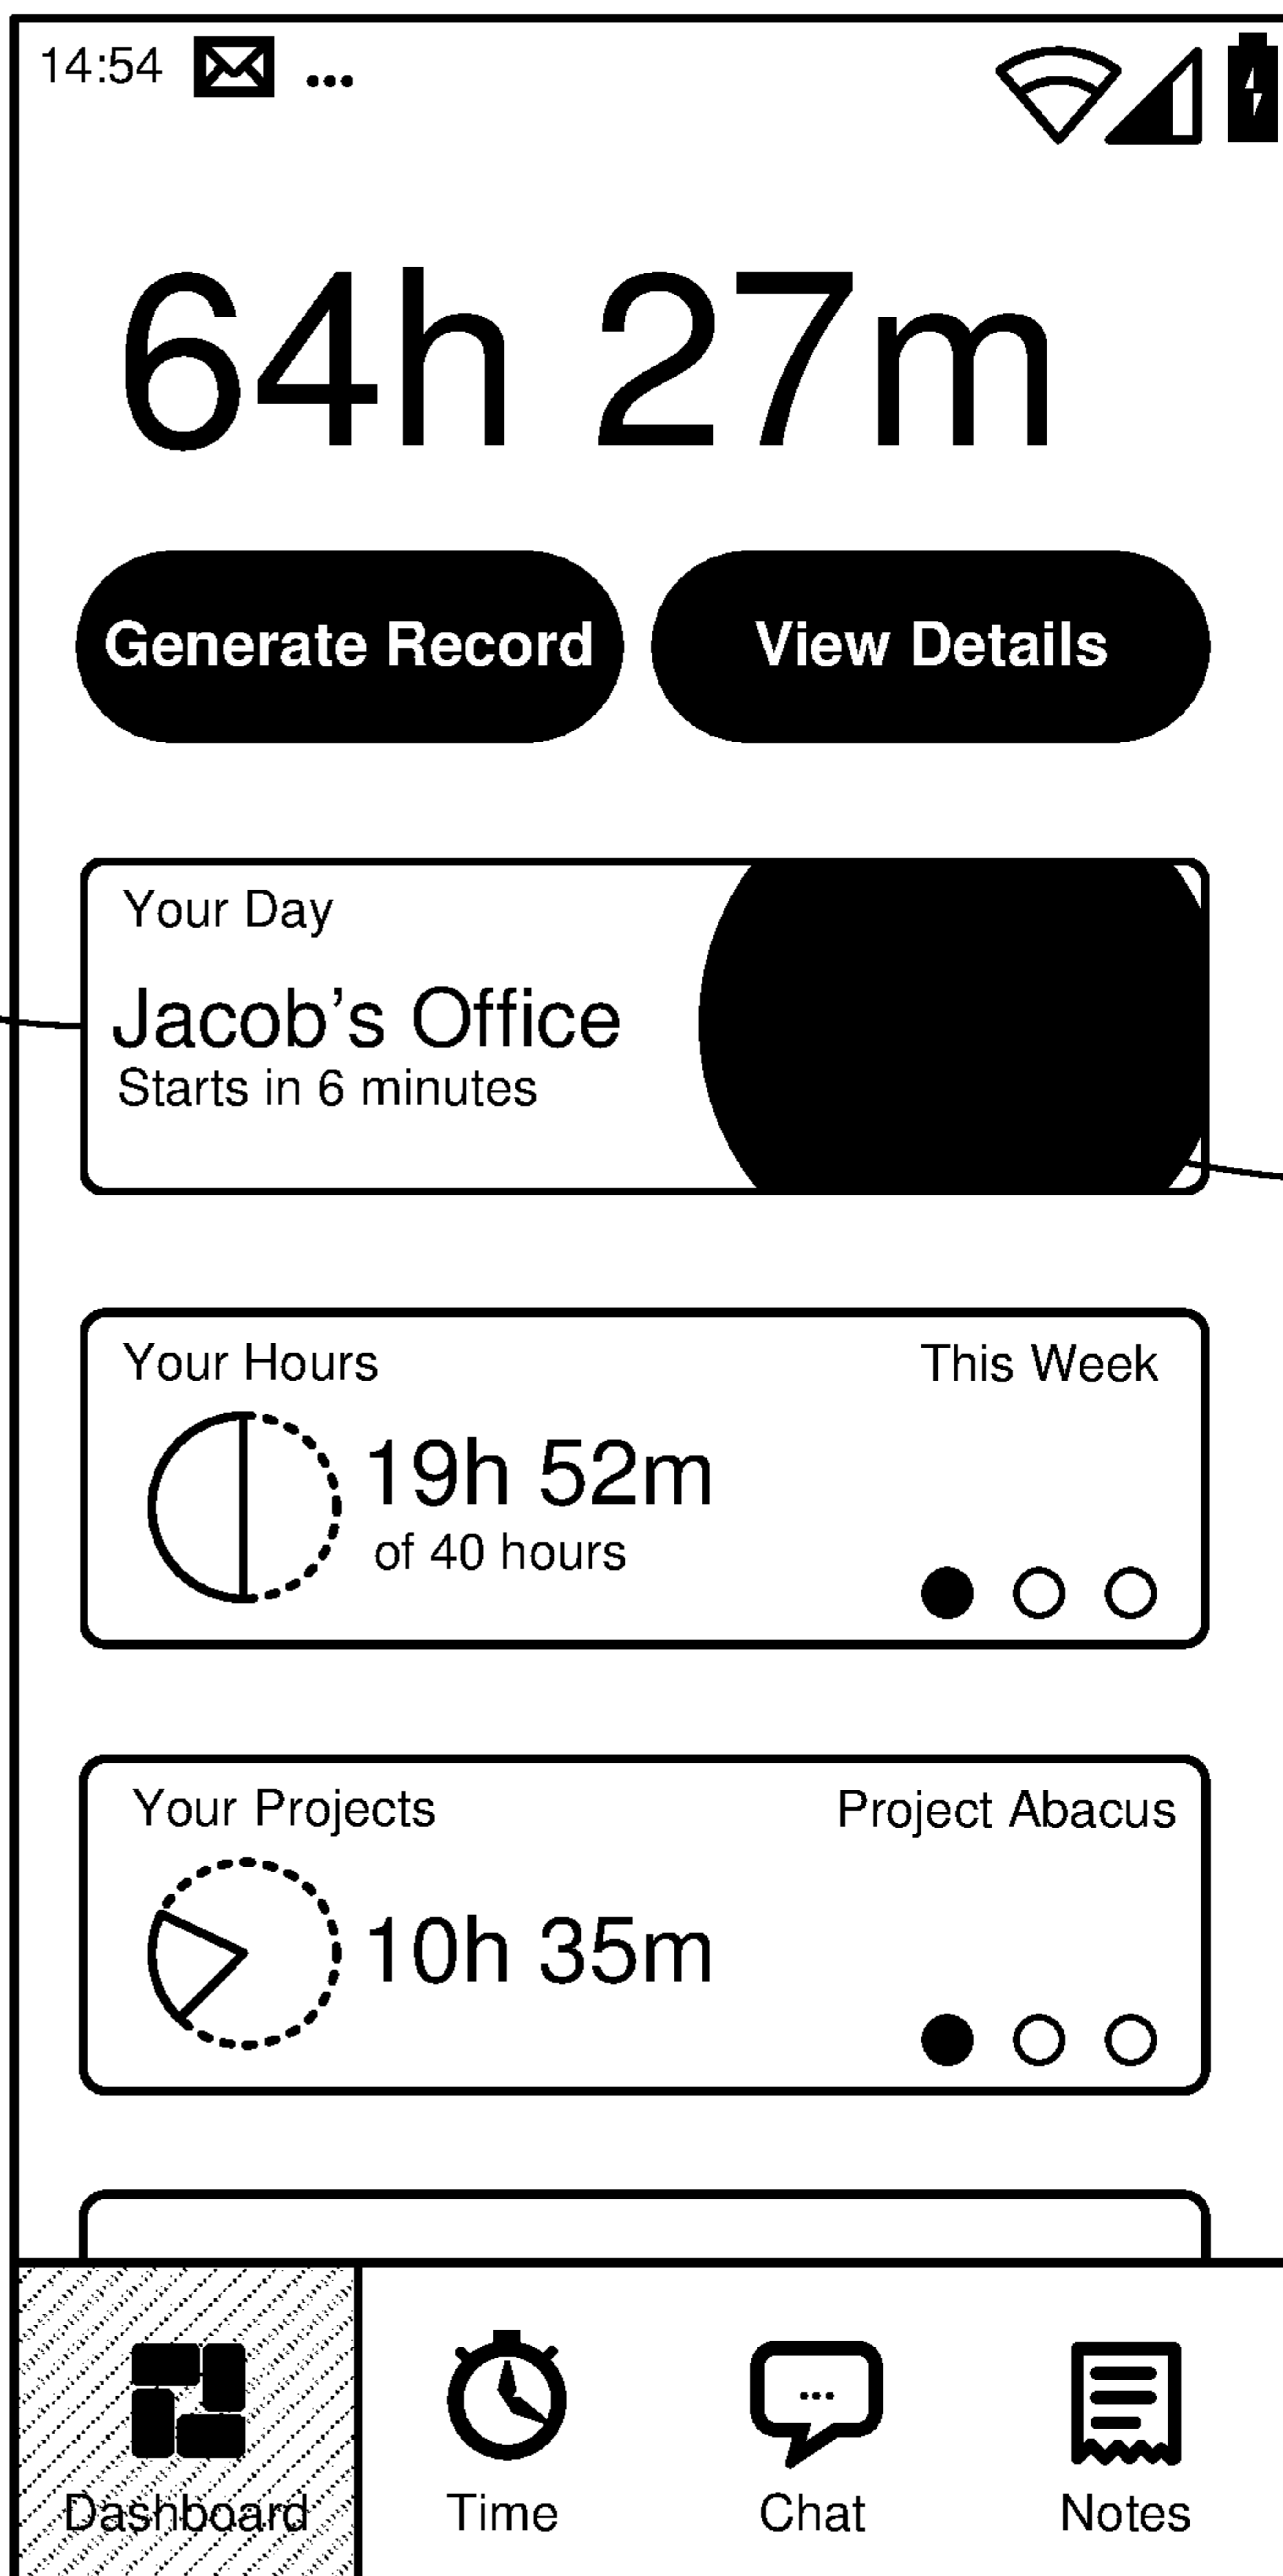 14:54 ...
64h 27m
Generate Record View Details
Your Day
Jacob's Office
Starts in 6 minutes
Your Hours This Week
19h 52m
of 40 hours
Your Projects Project Abacus
10h 35m
Dashboard Time Chat Notes